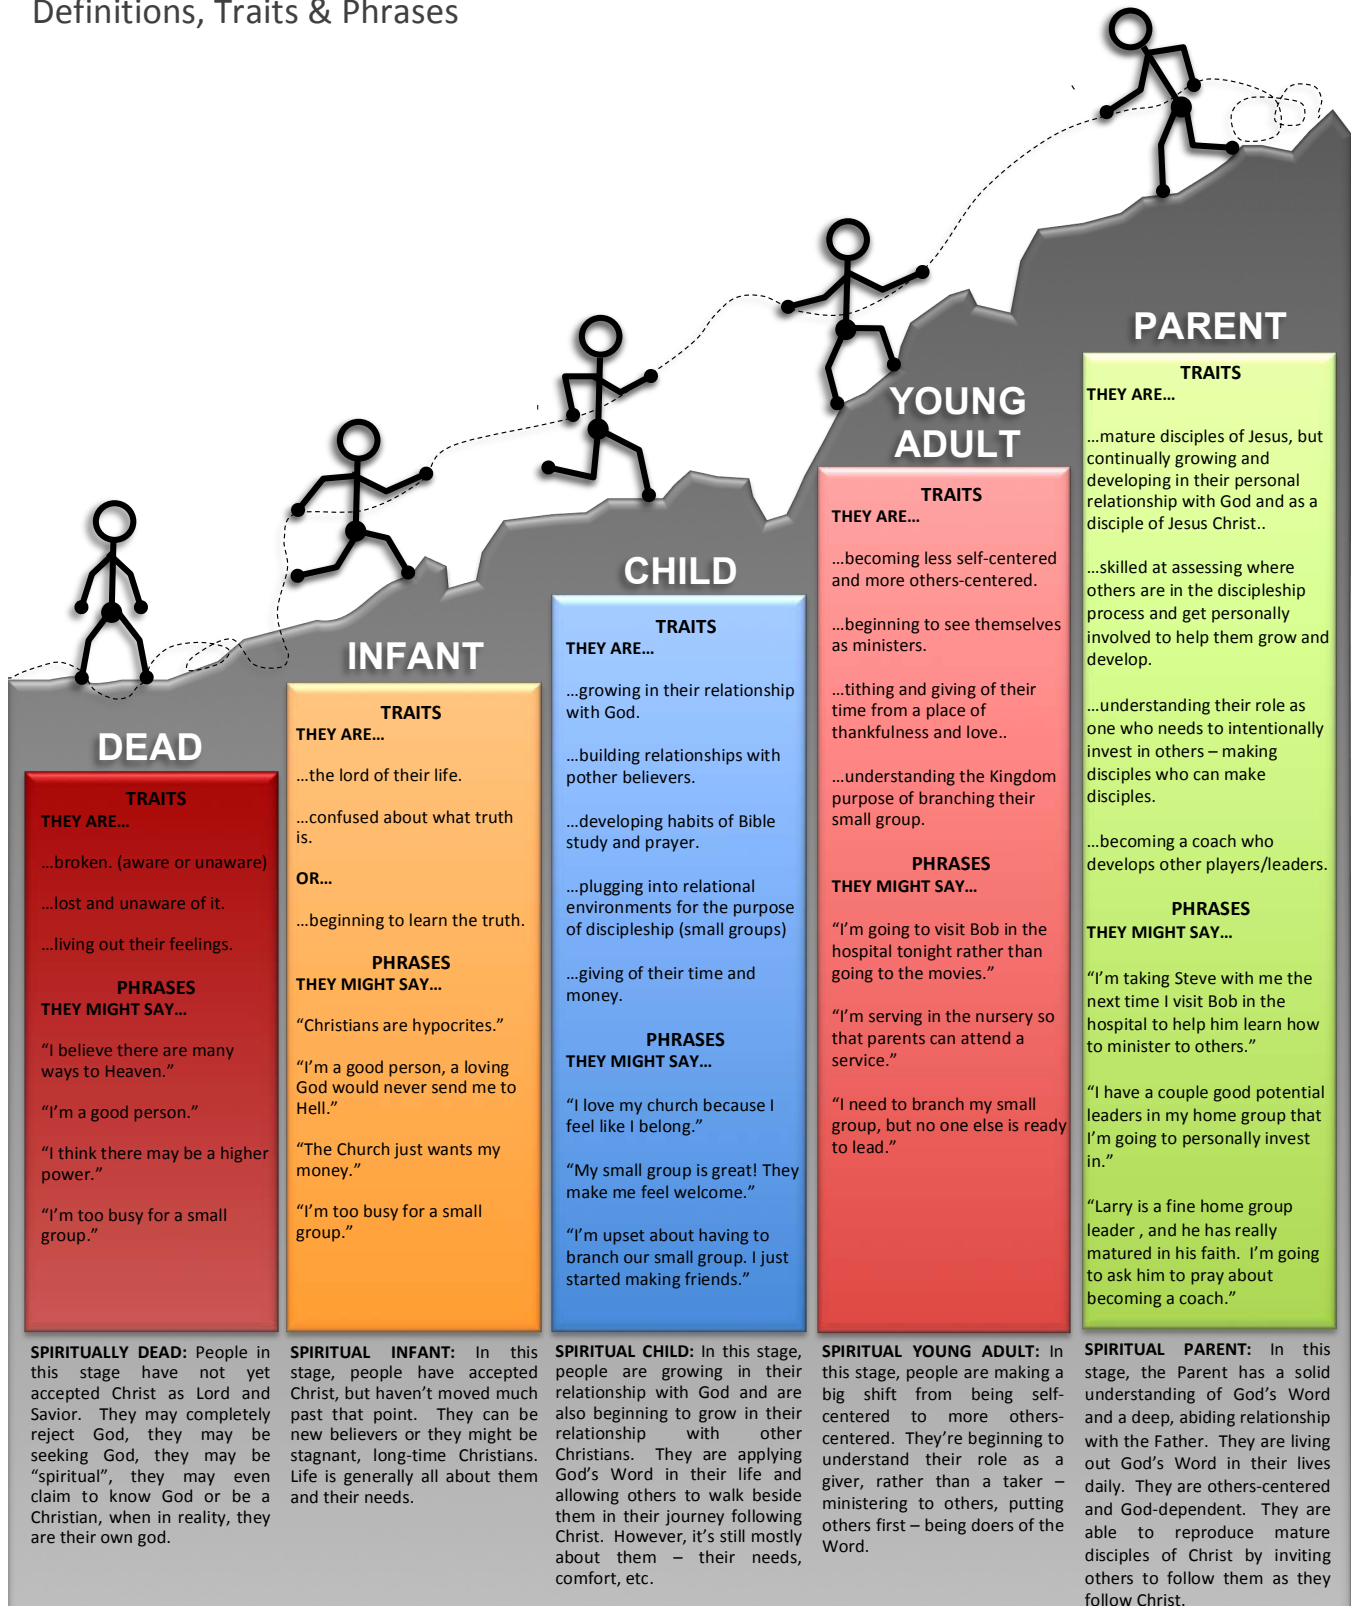 Definitions, Traits & Phrases
DEAD
TRAITS
THEY ARE…
…broken. (aware or unaware)
…lost and unaware of it.
…living out their feelings.
PHRASES
THEY MIGHT SAY…
“I believe there are many
ways to Heaven.”
“I’m a good person.”
“I think there may be a higher
power.”
“I’m too busy for a small
group.”
SPIRITUALLY DEAD: People in
this stage have not yet
accepted Christ as Lord and
Savior. They may completely
reject God, they may be
seeking God, they may be
“spiritual”, they may even
claim to know God or be a
Christian, when in reality, they
are their own god.
INFANT
TRAITS
THEY ARE…
…the lord of their life.
…confused about what truth
is.
OR…
…beginning to learn the truth.
PHRASES
THEY MIGHT SAY…
“Christians are hypocrites.”
“I’m a good person, a loving
God would never send me to
Hell.”
“The Church just wants my
money.”
“I’m too busy for a small
group.”
SPIRITUAL INFANT: In this
stage, people have accepted
Christ, but haven’t moved much
past that point. They can be
new believers or they might be
stagnant, long-time Christians.
Life is generally all about them
and their needs.
CHILD
TRAITS
THEY ARE…
…growing in their relationship
with God.
…building relationships with
pother believers.
…developing habits of Bible
study and prayer.
…plugging into relational
environments for the purpose
of discipleship (small groups)
…giving of their time and
money.
PHRASES
THEY MIGHT SAY…
“I love my church because I
feel like I belong.”
“My small group is great! They
make me feel welcome.”
“I’m upset about having to
branch our small group. I just
started making friends.”
SPIRITUAL CHILD: In this stage,
people are growing in their
relationship with God and are
also beginning to grow in their
relationship with other
Christians. They are applying
God’s Word in their life and
allowing others to walk beside
them in their journey following
Christ. However, it’s still mostly
about them – their needs,
comfort, etc.
YOUNG
ADULT
TRAITS
THEY ARE…
…becoming less self-centered
and more others-centered.
…beginning to see themselves
as ministers.
…tithing and giving of their
time from a place of
thankfulness and love..
…understanding the Kingdom
purpose of branching their
small group.
PHRASES
THEY MIGHT SAY…
“I’m going to visit Bob in the
hospital tonight rather than
going to the movies.”
“I’m serving in the nursery so
that parents can attend a
service.”
“I need to branch my small
group, but no one else is ready
to lead.”
SPIRITUAL YOUNG ADULT: In
this stage, people are making a
big shift from being self-
centered to more others-
centered. They’re beginning to
understand their role as a
giver, rather than a taker –
ministering to others, putting
others first – being doers of the
Word.
PARENT
TRAITS
THEY ARE…
…mature disciples of Jesus, but
continually growing and
developing in their personal
relationship with God and as a
disciple of Jesus Christ..
…skilled at assessing where
others are in the discipleship
process and get personally
involved to help them grow and
develop.
…understanding their role as
one who needs to intentionally
invest in others – making
disciples who can make
disciples.
…becoming a coach who
develops other players/leaders.
PHRASES
THEY MIGHT SAY…
“I’m taking Steve with me the
next time I visit Bob in the
hospital to help him learn how
to minister to others.”
“I have a couple good potential
leaders in my home group that
I’m going to personally invest
in.”
“Larry is a fine home group
leader , and he has really
matured in his faith. I’m going
to ask him to pray about
becoming a coach.”
SPIRITUAL PARENT: In this
stage, the Parent has a solid
understanding of God’s Word
and a deep, abiding relationship
with the Father. They are living
out God’s Word in their lives
daily. They are others-centered
and God-dependent. They are
able to reproduce mature
disciples of Christ by inviting
others to follow them as they
follow Christ.